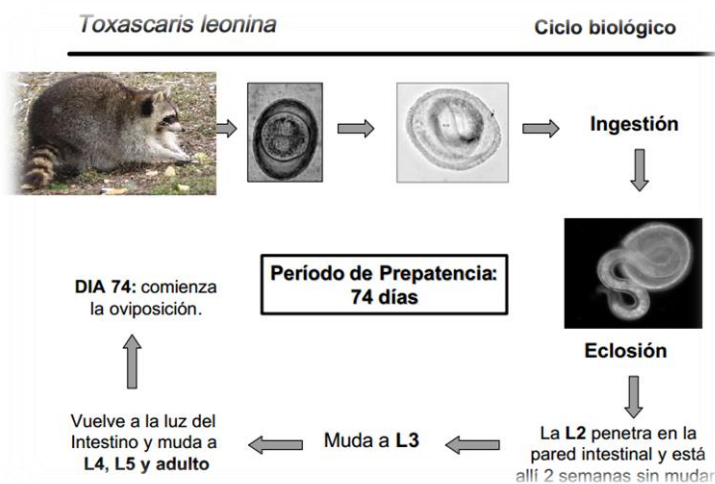 Toxascaris leonina
Ciclo biológico
Ingestión
Eclosión
La L2 penetra en la
pared intestinal y está
allí 2 semanas sin mudar
Muda a L3
Vuelve a la luz del
Intestino y muda a
L4, L5 y adulto
DIA 74: comienza
la oviposición.
Período de Prepatencia:
74 días